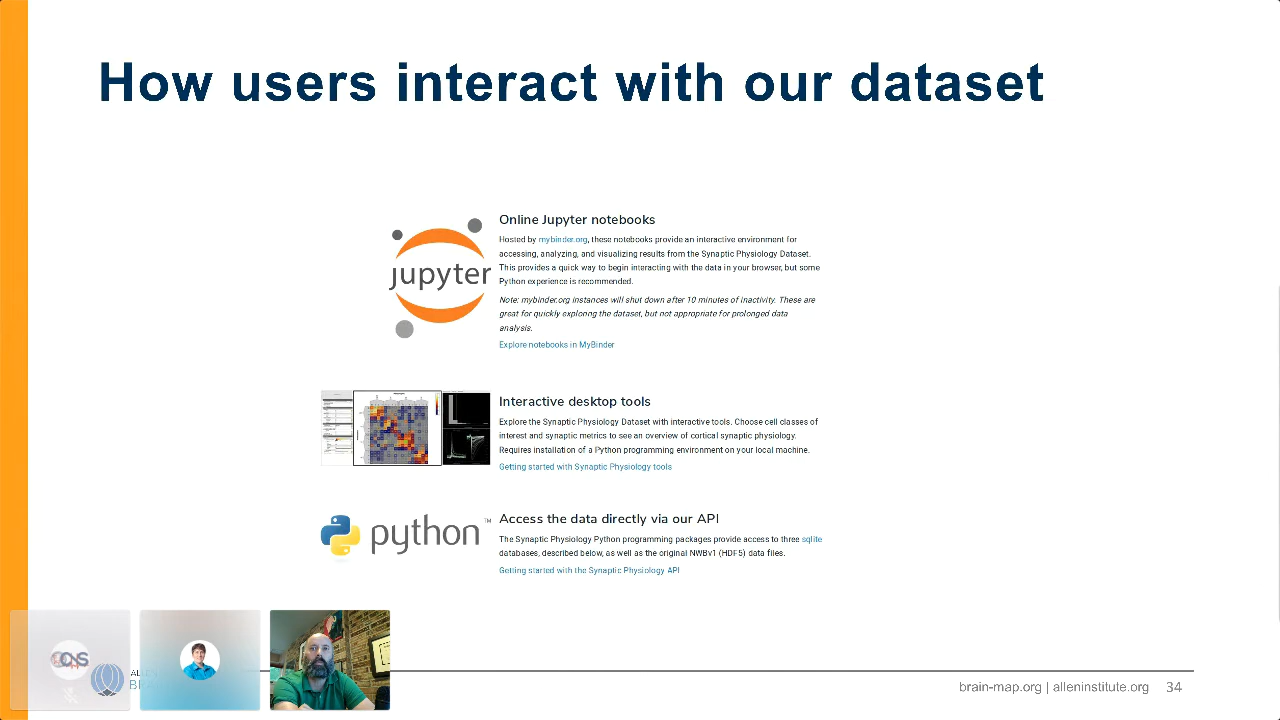 How users interact with our dataset
jupyter
Online Jupyter notebooks
Hosted by mybinder.org, these notebooks provide an interactive environment for
accessing, analyzing, and visualizing results from the Synaptic Physiology Dataset.
This provides a quick way to begin interacting with the data in your browser, but some
Python experience is recommended.
Note: mybinder.org instances will shut down after 10 minutes of inactivity. These are
great for quickly exploring the dataset, but not appropriate for prolonged data
analysis.
Explore notebooks in MyBinder
Interactive desktop tools
Explore the Synaptic Physiology Dataset with interactive tools. Choose cell classes of
interest and synaptic metrics to see an overview of cortical synaptic physiology.
Requires installation of a Python programming environment on your local machine.
Getting started with Synaptic Physiology tools
python™
Access the data directly via our API
The Synaptic Physiology Python programming packages provide access to three sqlite
databases, described below, as well as the original NWBv1 (HDF5) data files.
Getting started with the Synaptic Physiology API
brain-map.org | alleninstitute.org 34